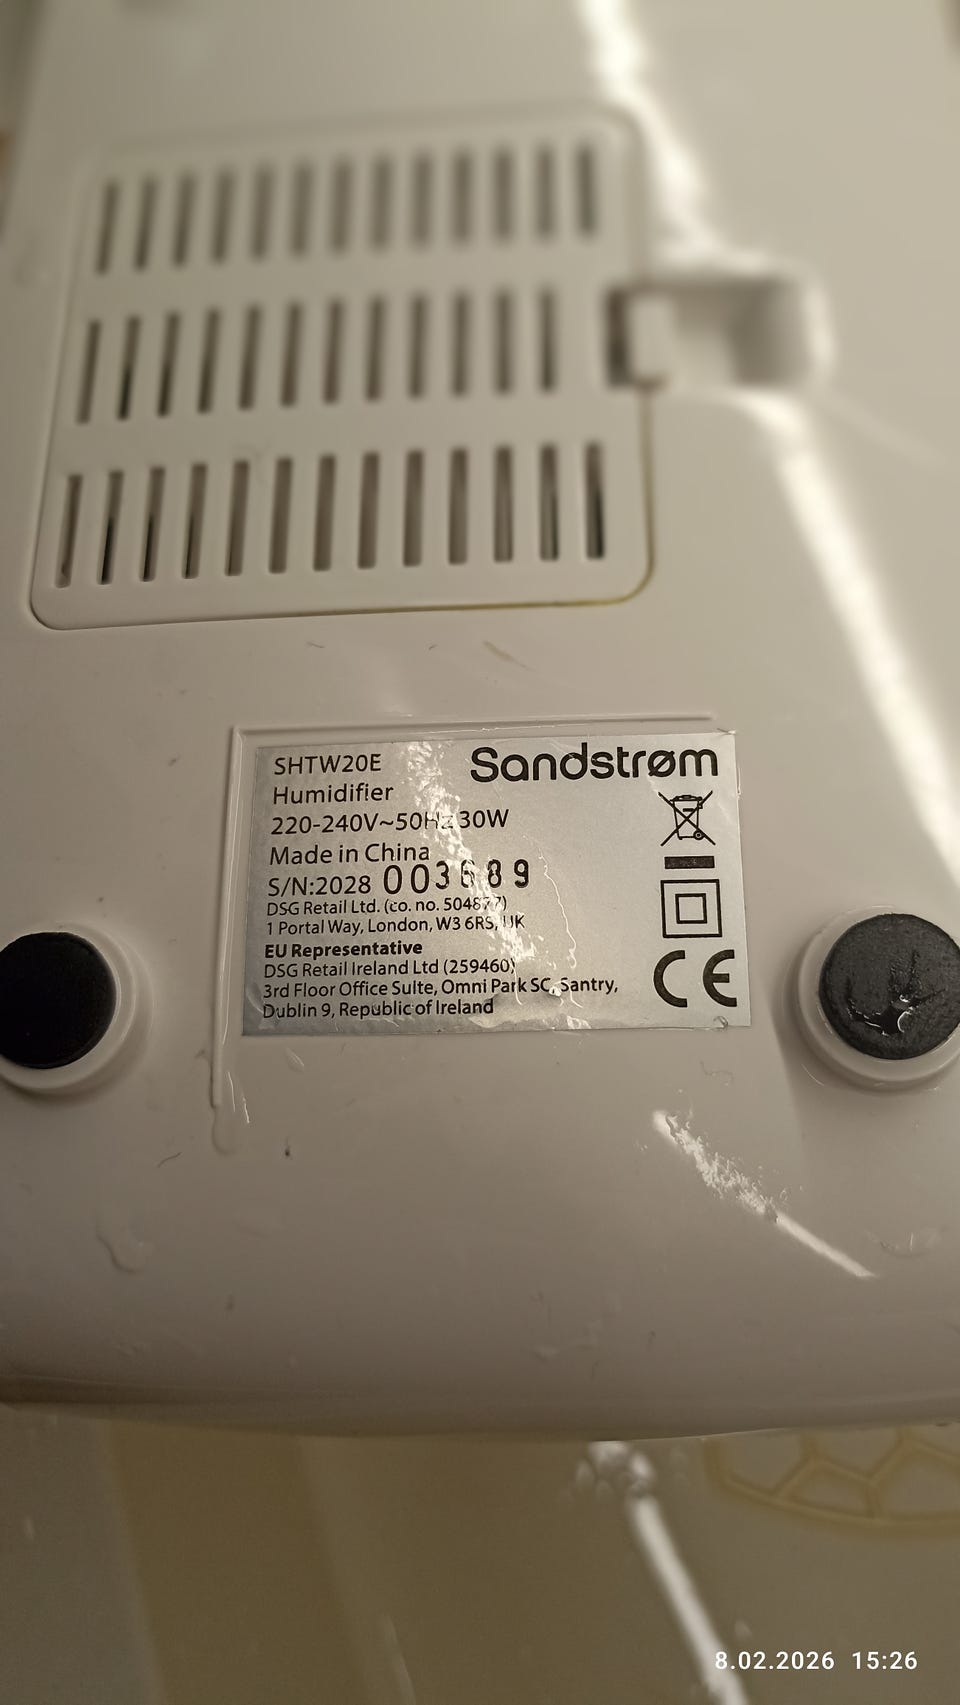 SHTW20E
Sandstrøm
Humidifier
220-240V~50Hz 30W
Made in China
S/N:2028 003689
DSG Retail Ltd. (co. no. 504877)
1 Portal Way, London, W3 6RS, UK
EU Representative
DSG Retail Ireland Ltd (259460)
3rd Floor Office Suite, Omni Park SC, Santry,
Dublin 9, Republic of Ireland
CE
8.02.2026 15:26